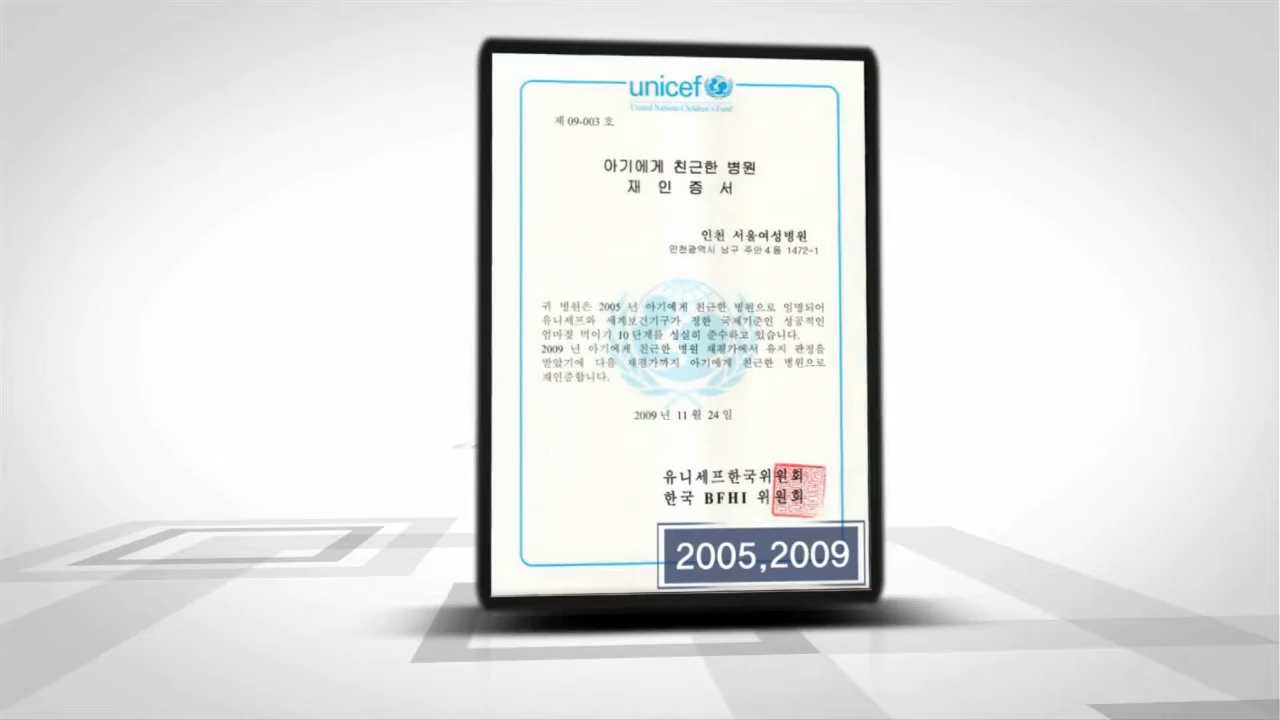 unicef
United Nations Children's Fund
제 09-003 호
아기에게 친근한 병원
재 인 증 서
인천 서울여성병원
인천광역시 남구 주안4동 1472-1
귀 병원은 2005 년 아기에게 친근한 병원으로 임명되어
유니세프와 세계보건기구가 정한 국제기준인 성공적인
엄마젖 먹이기 10단계를 성실히 준수하고 있습니다.
2009 년 아기에게 친근한 병원 재평가에서 유지 판정을
받았기에 다음 재평가까지 아기에게 친근한 병원으로
재인증합니다.
2009 년 11 월 24 일
유니세프한국위원회
한국 BFHI 위원회
2005,2009